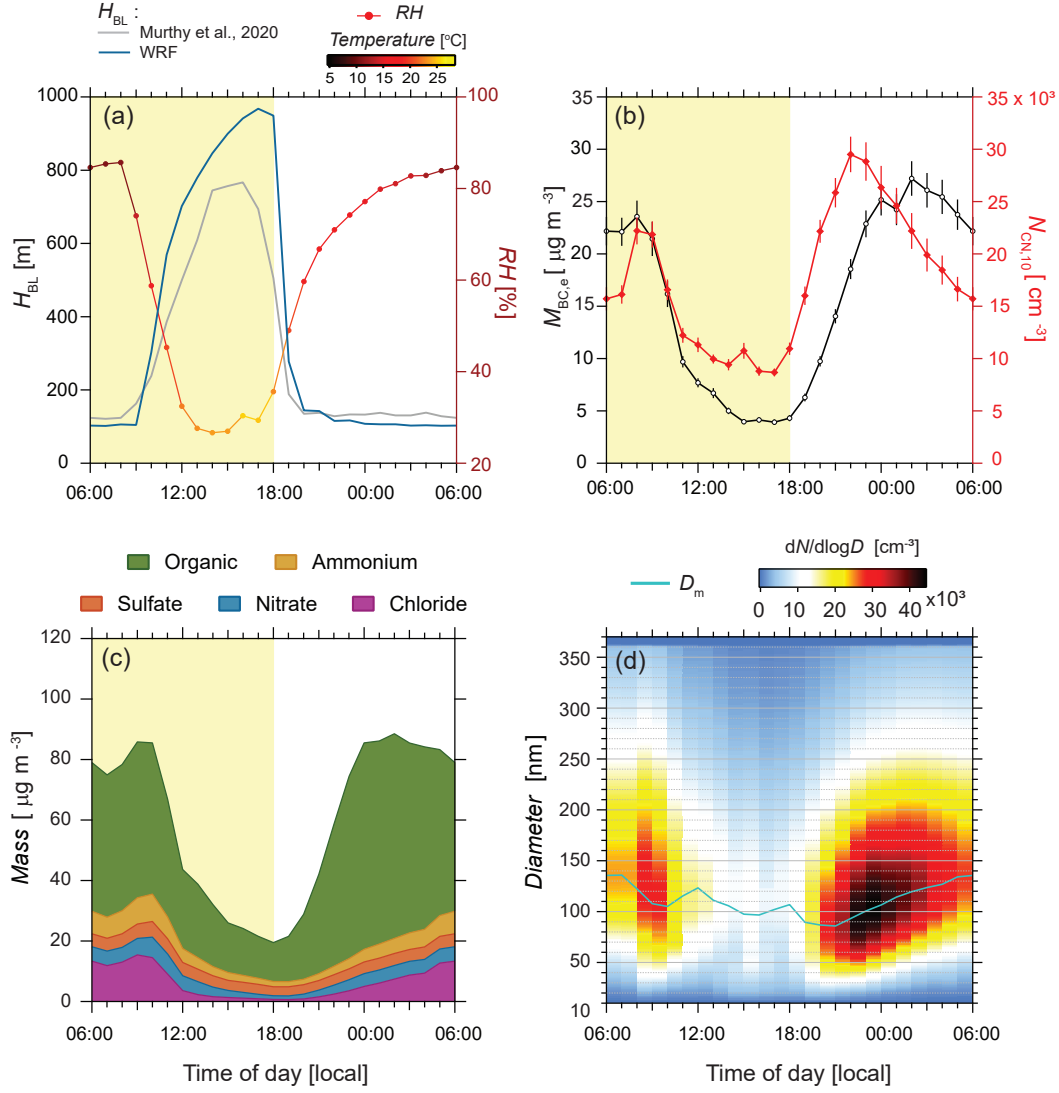 H_BL :
Murthy et al., 2020
WRF
RH
Temperature [°C]
5 10 15 20 25
(a)
1000
800
600
400
200
0
H_BL [m]
100
80
60
40
20
RH [%]
06:00 12:00 18:00 00:00 06:00
(b)
35
30
25
20
15
10
5
0
M_BC,e [ µg m⁻³]
35 x 10³
30
25
20
15
10
5
0
N_CN,10 [ cm⁻³]
06:00 12:00 18:00 00:00 06:00
Organic Ammonium
Sulfate Nitrate Chloride
(c)
120
100
80
60
40
20
0
Mass [ µg m⁻³]
06:00 12:00 18:00 00:00 06:00
Time of day [local]
D_m
dN/dlogD [cm⁻³]
0 10 20 30 40 x10³
(d)
350
300
250
200
150
100
50
10
Diameter [nm]
06:00 12:00 18:00 00:00 06:00
Time of day [local]